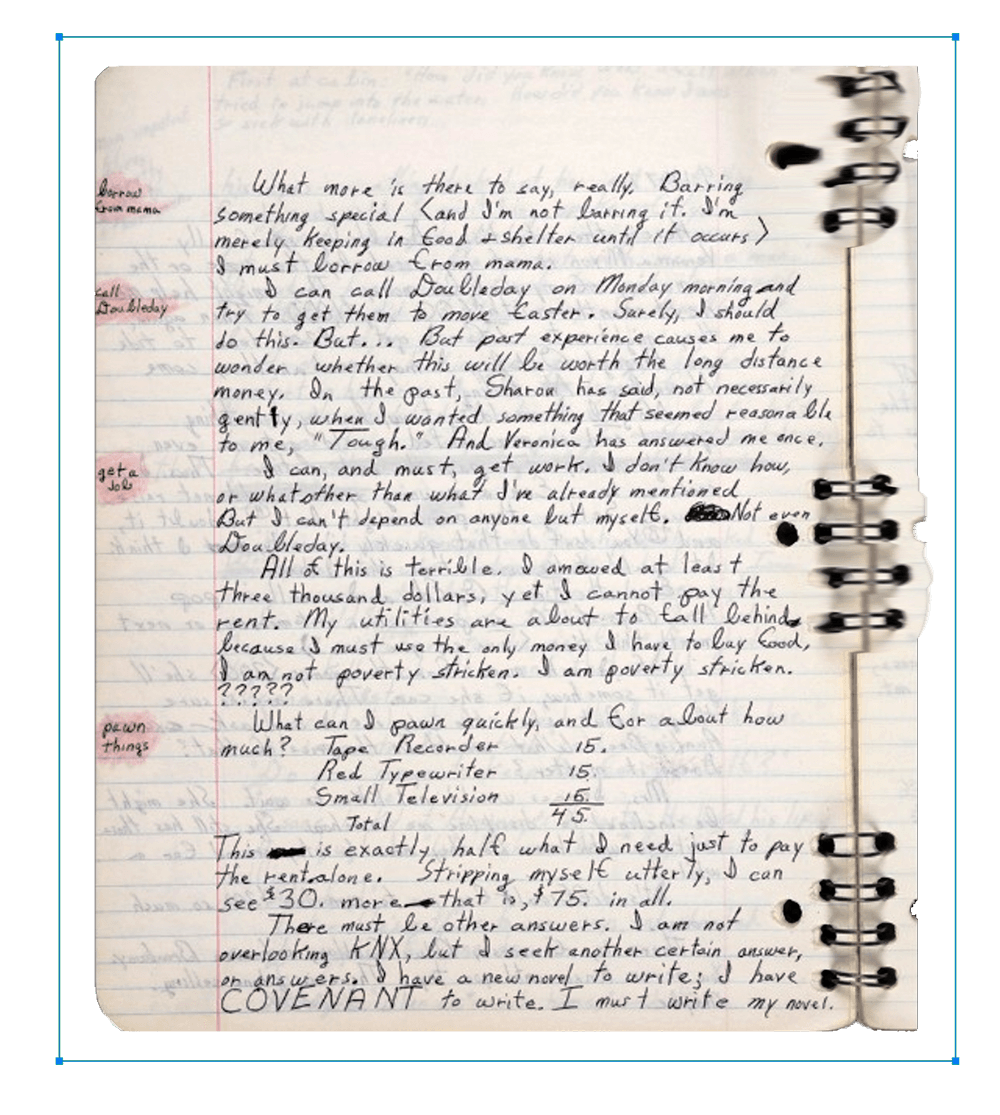 What more is there to say, really. Barring
borrow
from mama
something special (and I'm not barring it. I'm
merely keeping in food + shelter until it occurs)
I must borrow from mama.
call
Doubleday
I can call Doubleday on Monday morning and
try to get them to move faster. Surely, I should
do this. But... But past experience causes me to
wonder whether this will be worth the long distance
money. In the past, Sharon has said, not necessarily
gently, when I wanted something that seemed reasonable
to me, "Tough." And Veronica has answered me once.
get a
job
I can, and must, get work. I don't know how,
or what other than what I've already mentioned
But I can't depend on anyone but myself. Not even
Doubleday.
All of this is terrible. I am owed at least
three thousand dollars, yet I cannot pay the
rent. My utilities are about to fall behind
because I must use the only money I have to buy food,
I am not poverty stricken. I am poverty stricken.
?????
pawn
things
What can I pawn quickly, and for about how
much? Tape Recorder 15.
Red Typewriter 15.
Small Television 15.
Total 45.
This is exactly half what I need just to pay
the rent alone. Stripping myself utterly, I can
see $30. more — that is, $75. in all.
There must be other answers. I am not
overlooking KNX, but I seek another certain answer,
or answers. I have a new novel to write; I have
COVENANT to write. I must write my novel.